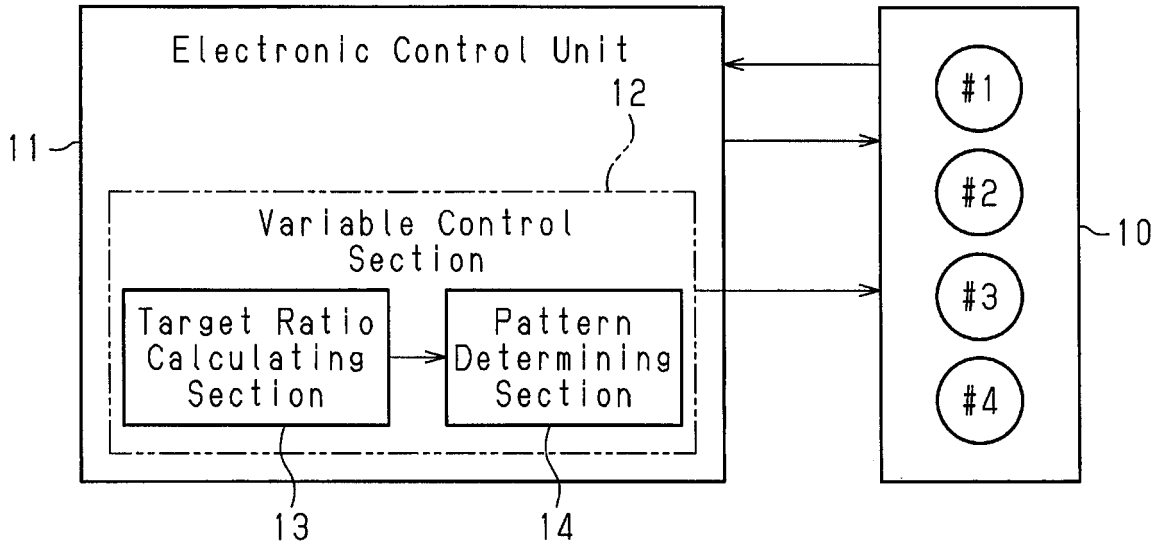 Electronic Control Unit
12
11
Variable Control
Section
Target Ratio
Calculating
Section
Pattern
Determining
Section
13
14
#1
#2
#3
#4
10